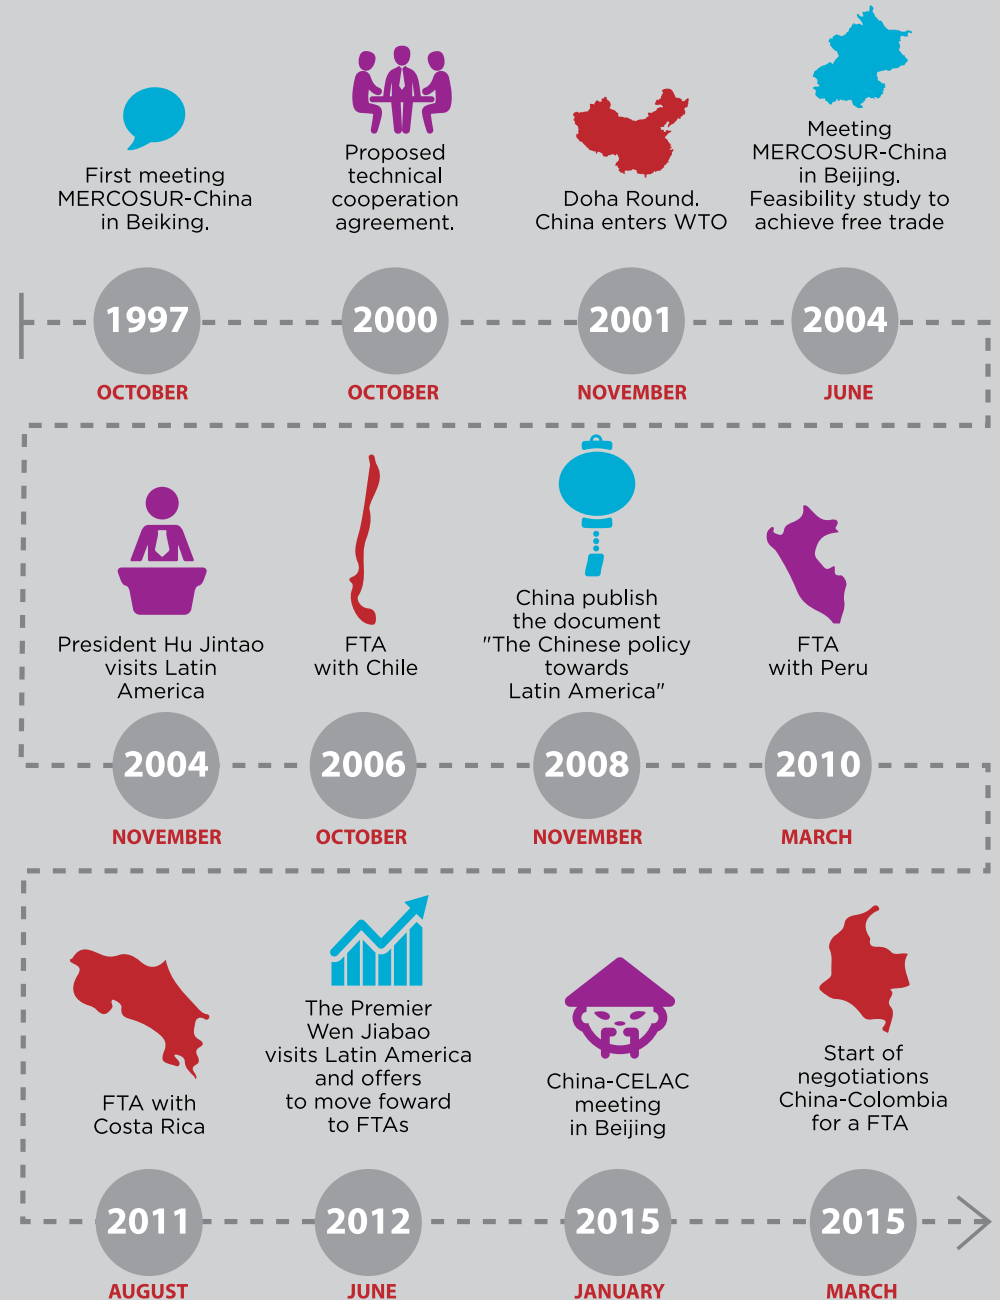 First meeting
MERCOSUR-China
in Beiking.
1997
OCTOBER
Proposed
technical
cooperation
agreement.
2000
OCTOBER
Doha Round.
China enters WTO
2001
NOVEMBER
Meeting
MERCOSUR-China
in Beijing.
Feasibility study to
achieve free trade
2004
JUNE
President Hu Jintao
visits Latin
America
2004
NOVEMBER
FTA
with Chile
2006
OCTOBER
China publish
the document
"The Chinese policy
towards
Latin America"
2008
NOVEMBER
FTA
with Peru
2010
MARCH
FTA with
Costa Rica
2011
AUGUST
The Premier
Wen Jiabao
visits Latin America
and offers
to move foward
to FTAs
2012
JUNE
China-CELAC
meeting
in Beijing
2015
JANUARY
Start of
negotiations
China-Colombia
for a FTA
2015
MARCH